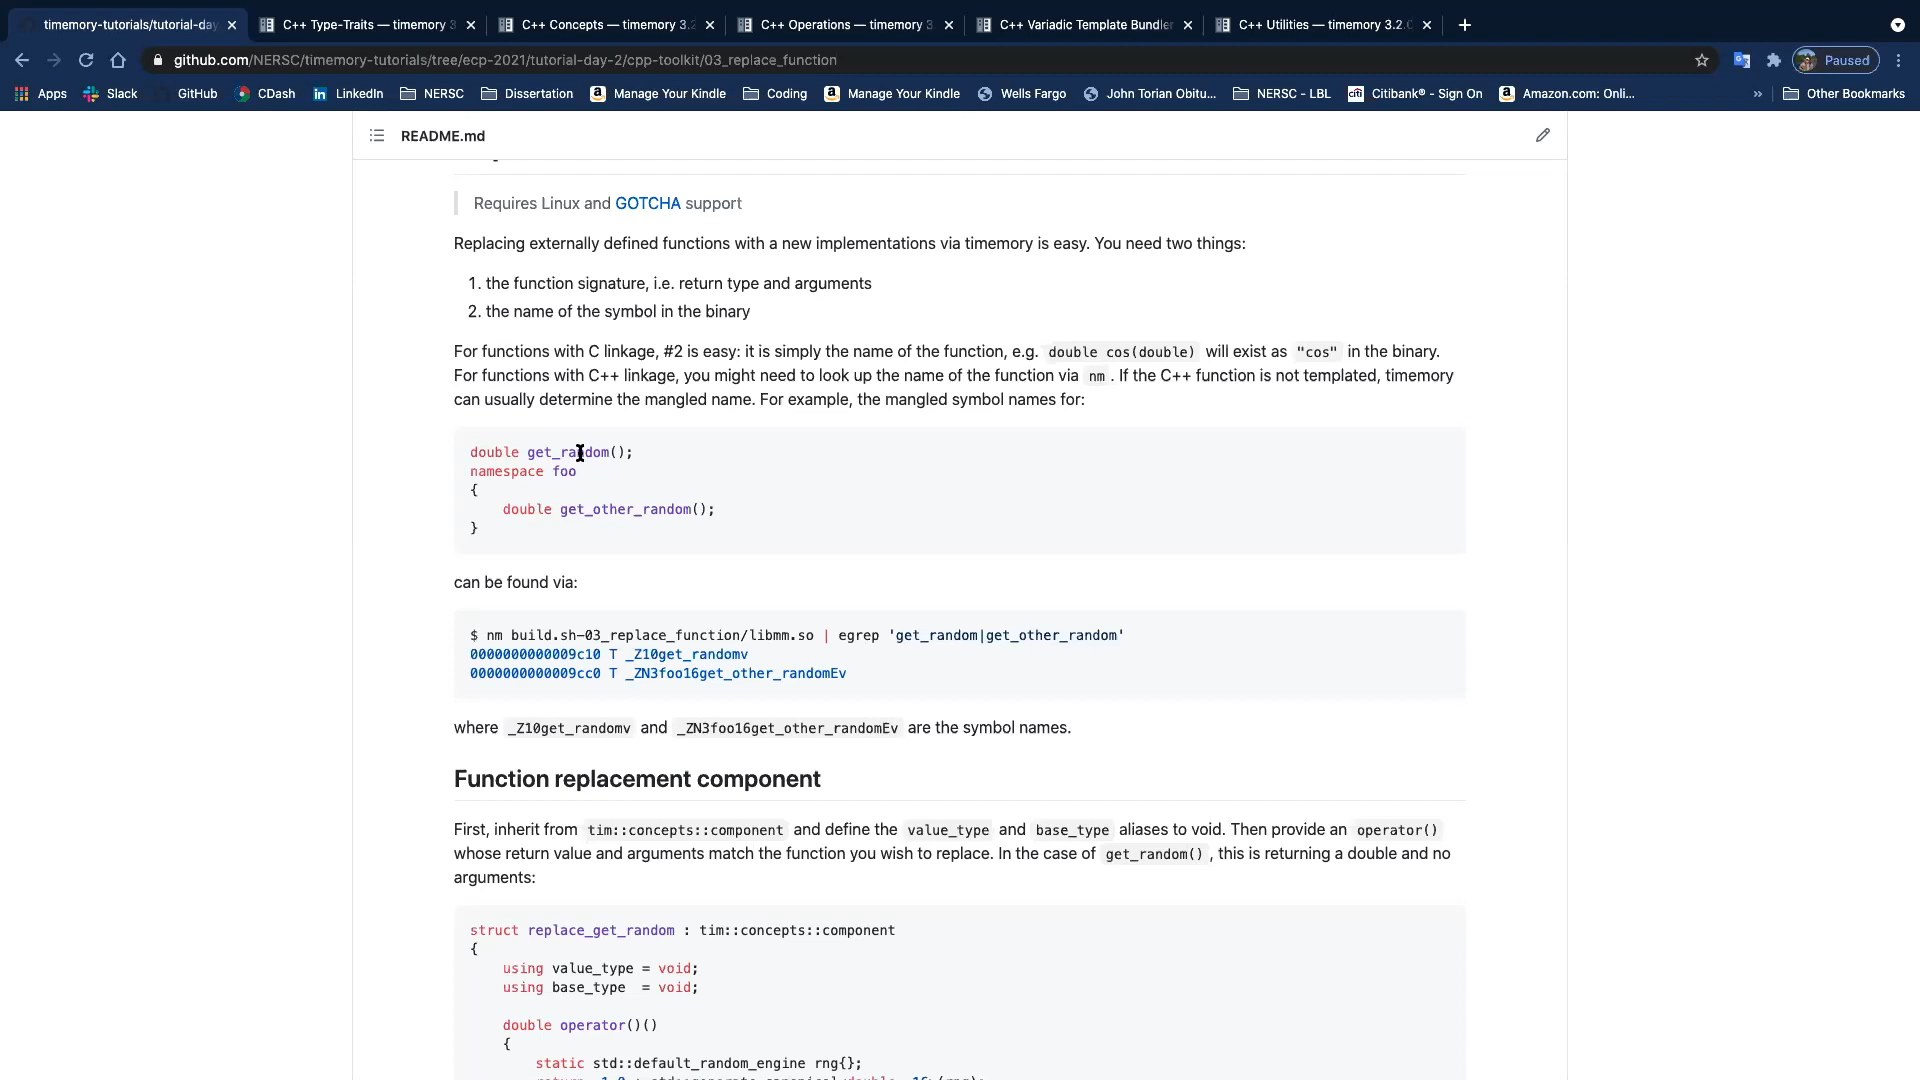 timemory-tutorials/tutorial-day
C++ Type-Traits — timemory 3
C++ Concepts — timemory 3.2
C++ Operations — timemory 3
C++ Variadic Template Bundler
C++ Utilities — timemory 3.2.0
github.com/NERSC/timemory-tutorials/tree/ecp-2021/tutorial-day-2/cpp-toolkit/03_replace_function
Paused
Apps
Slack
GitHub
CDash
LinkedIn
NERSC
Dissertation
Manage Your Kindle
Coding
Manage Your Kindle
Wells Fargo
John Torian Obitu...
NERSC - LBL
Citibank® - Sign On
Amazon.com: Onli...
»
Other Bookmarks
README.md
Requires Linux and GOTCHA support
Replacing externally defined functions with a new implementations via timemory is easy. You need two things:
1. the function signature, i.e. return type and arguments
2. the name of the symbol in the binary
For functions with C linkage, #2 is easy: it is simply the name of the function, e.g. double cos(double) will exist as "cos" in the binary.
For functions with C++ linkage, you might need to look up the name of the function via nm . If the C++ function is not templated, timemory
can usually determine the mangled name. For example, the mangled symbol names for:
double get_random();
namespace foo
{
    double get_other_random();
}
can be found via:
$ nm build.sh-03_replace_function/libmm.so | egrep 'get_random|get_other_random'
0000000000009c10 T _Z10get_randomv
0000000000009cc0 T _ZN3foo16get_other_randomEv
where _Z10get_randomv and _ZN3foo16get_other_randomEv are the symbol names.
Function replacement component
First, inherit from tim::concepts::component and define the value_type and base_type aliases to void. Then provide an operator()
whose return value and arguments match the function you wish to replace. In the case of get_random() , this is returning a double and no
arguments:
struct replace_get_random : tim::concepts::component
{
    using value_type = void;
    using base_type  = void;
    double operator()()
    {
        static std::default_random_engine rng{};